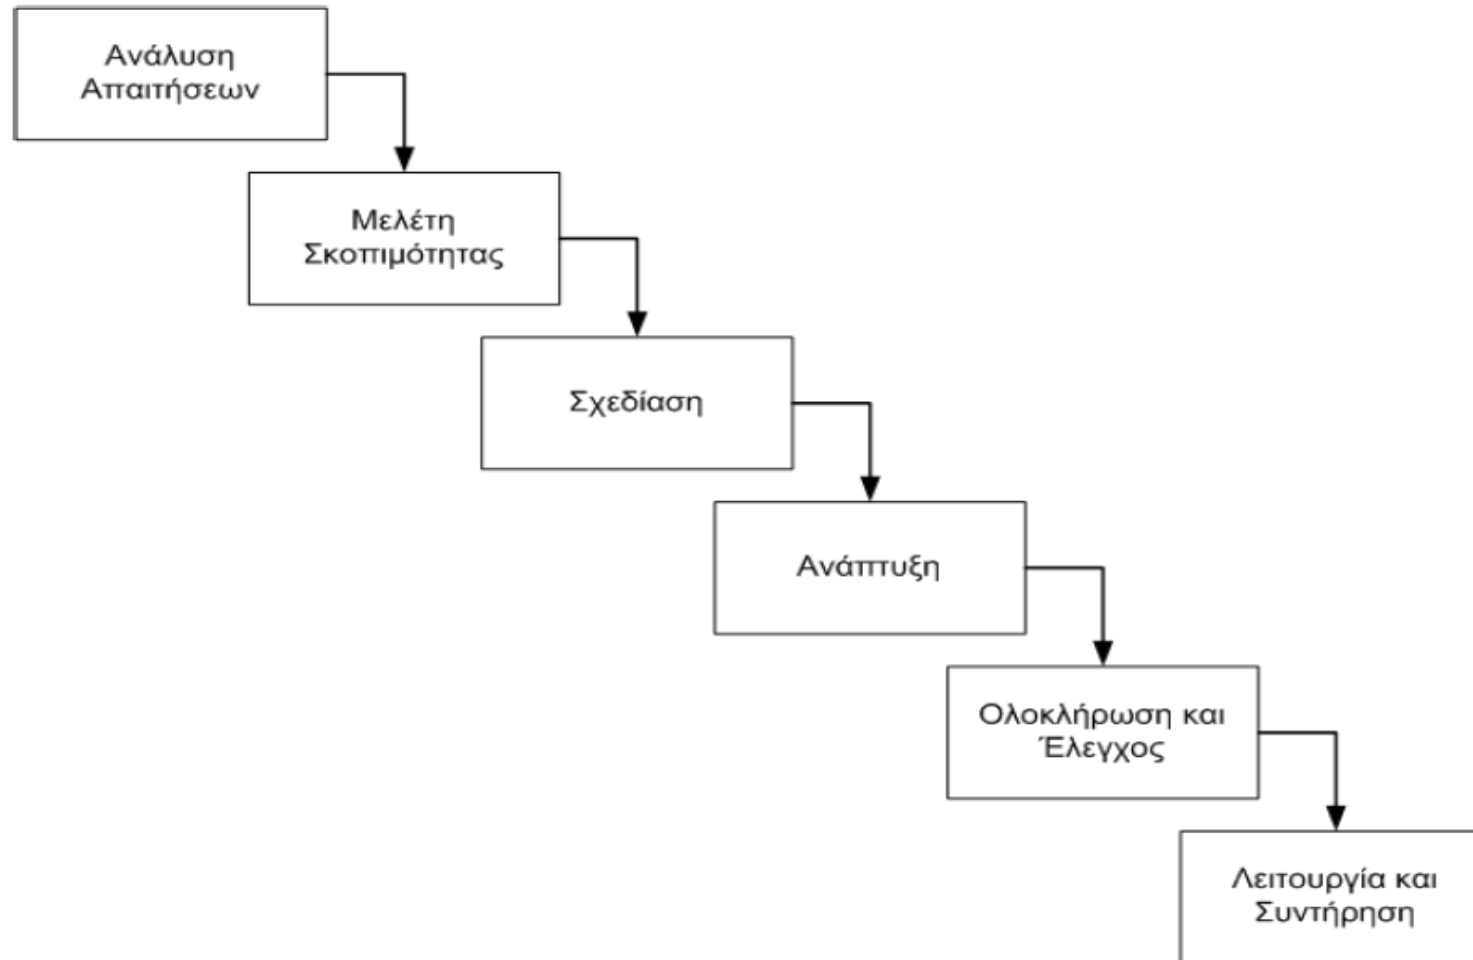 Ανάλυση
Απαιτήσεων
Μελέτη
Σκοπιμότητας
Σχεδίαση
Ανάπτυξη
Ολοκλήρωση και
Έλεγχος
Λειτουργία και
Συντήρηση